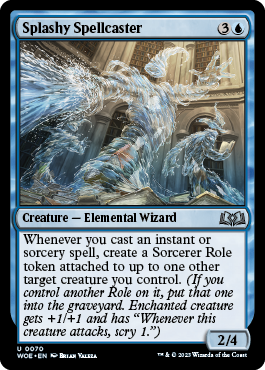 Splashy Spellcaster 3
Creature — Elemental Wizard
Whenever you cast an instant or
sorcery spell, create a Sorcerer Role
token attached to up to one other
target creature you control. (If you
control another Role on it, put that one
into the graveyard. Enchanted creature
gets +1/+1 and has “Whenever this
creature attacks, scry 1.”)
2/4
U 0070
WOE • EN Brian Valeza
™ & © 2023 Wizards of the Coast